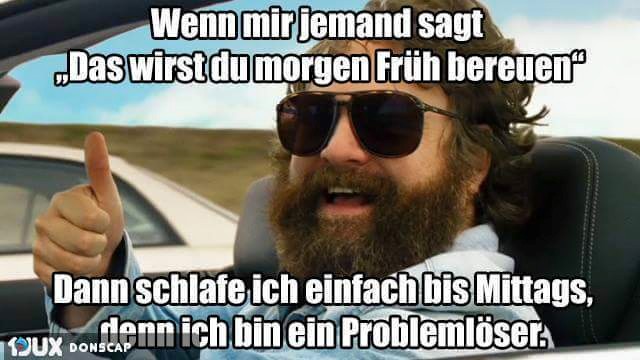 Wenn mir jemand sagt
„Das wirst du morgen Früh bereuen“
Dann schlafe ich einfach bis Mittags,
denn ich bin ein Problemlöser.
1JUX DONSCAP